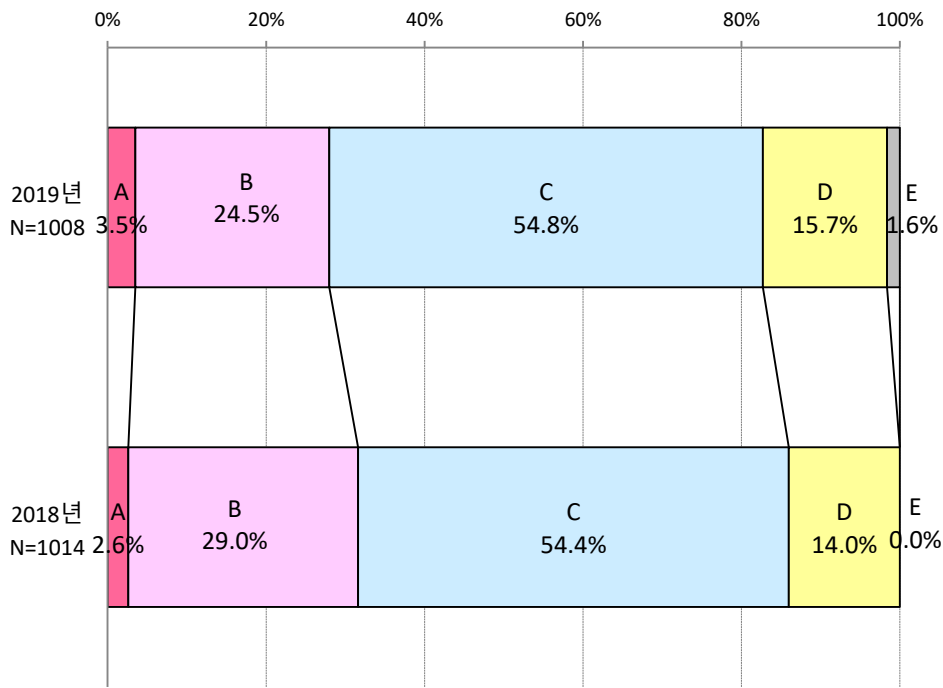 0% 20% 40% 60% 80% 100%
2019년
N=1008
A
3.5%
B
24.5%
C
54.8%
D
15.7%
E
1.6%
2018년
N=1014
A
2.6%
B
29.0%
C
54.4%
D
14.0%
E
0.0%